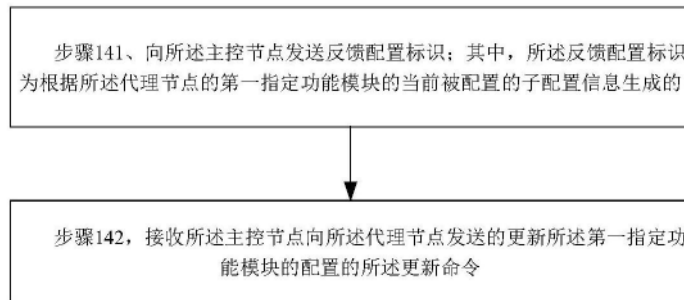 步骤141、向所述主控节点发送反馈配置标识；其中，所述反馈配置标识
为根据所述代理节点的第一指定功能模块的当前被配置的子配置信息生成的
步骤142，接收所述主控节点向所述代理节点发送的更新所述第一指定功
能模块的配置的所述更新命令